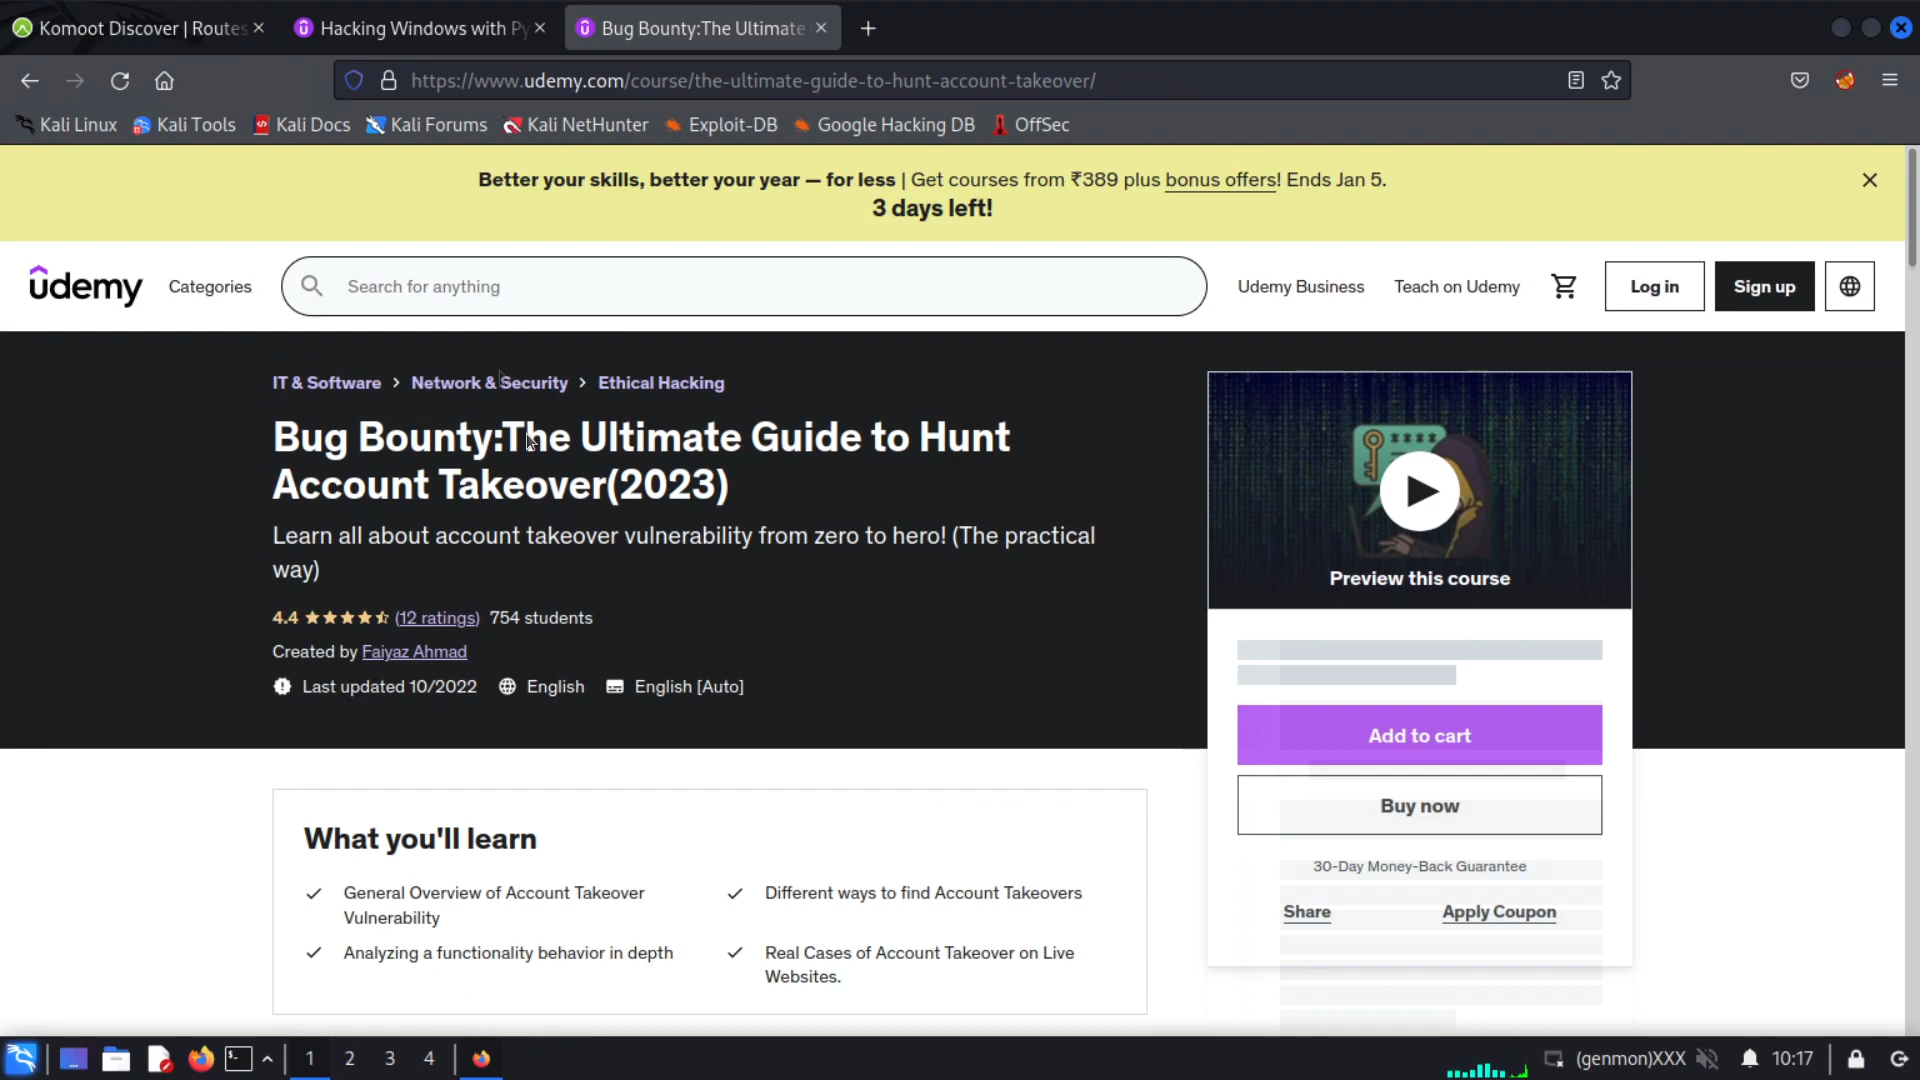 Komoot Discover | Routes
Hacking Windows with Py
Bug Bounty:The Ultimate
https://www.udemy.com/course/the-ultimate-guide-to-hunt-account-takeover/
Kali Linux Kali Tools Kali Docs Kali Forums Kali NetHunter Exploit-DB Google Hacking DB OffSec
Better your skills, better your year — for less | Get courses from ₹389 plus bonus offers! Ends Jan 5.
3 days left!
udemy Categories Search for anything Udemy Business Teach on Udemy Log in Sign up
IT & Software > Network & Security > Ethical Hacking
Bug Bounty:The Ultimate Guide to Hunt
Account Takeover(2023)
Learn all about account takeover vulnerability from zero to hero! (The practical
way)
4.4 (12 ratings) 754 students
Created by Faiyaz Ahmad
Last updated 10/2022 English English [Auto]
Preview this course
Add to cart
Buy now
30-Day Money-Back Guarantee
Share Apply Coupon
What you'll learn
General Overview of Account Takeover
Vulnerability
Different ways to find Account Takeovers
Analyzing a functionality behavior in depth
Real Cases of Account Takeover on Live
Websites.
1 2 3 4 (genmon)XXX 10:17